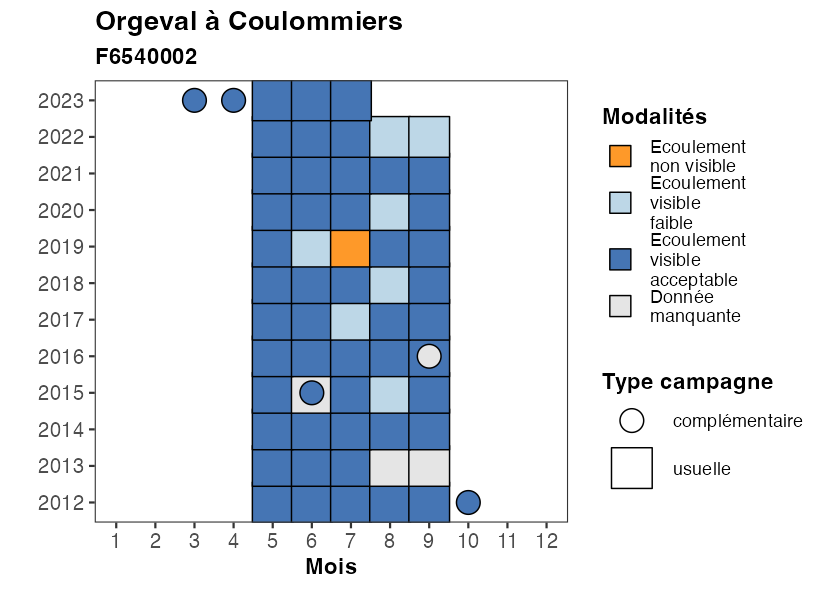 Orgeval à Coulommiers
F6540002
2023
2022
2021
2020
2019
2018
2017
2016
2015
2014
2013
2012
1 2 3 4 5 6 7 8 9 10 11 12
Mois
Modalités
Ecoulement
non visible
Ecoulement
visible
faible
Ecoulement
visible
acceptable
Donnée
manquante
Type campagne
complémentaire
usuelle